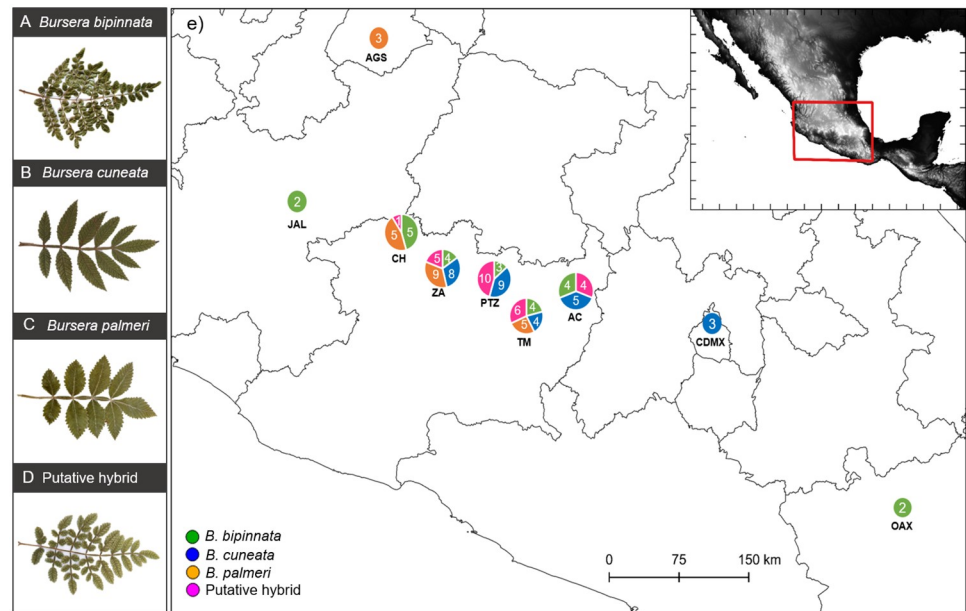 A Bursera bipinnata
B Bursera cuneata
C Bursera palmeri
D Putative hybrid
e)
3
AGS
2
JAL
1
5
5
CH
5
4
9
8
ZA
3
10
9
PTZ
6
4
5
4
TM
4
4
5
AC
3
CDMX
2
OAX
B. bipinnata
B. cuneata
B. palmeri
Putative hybrid
0 75 150 km